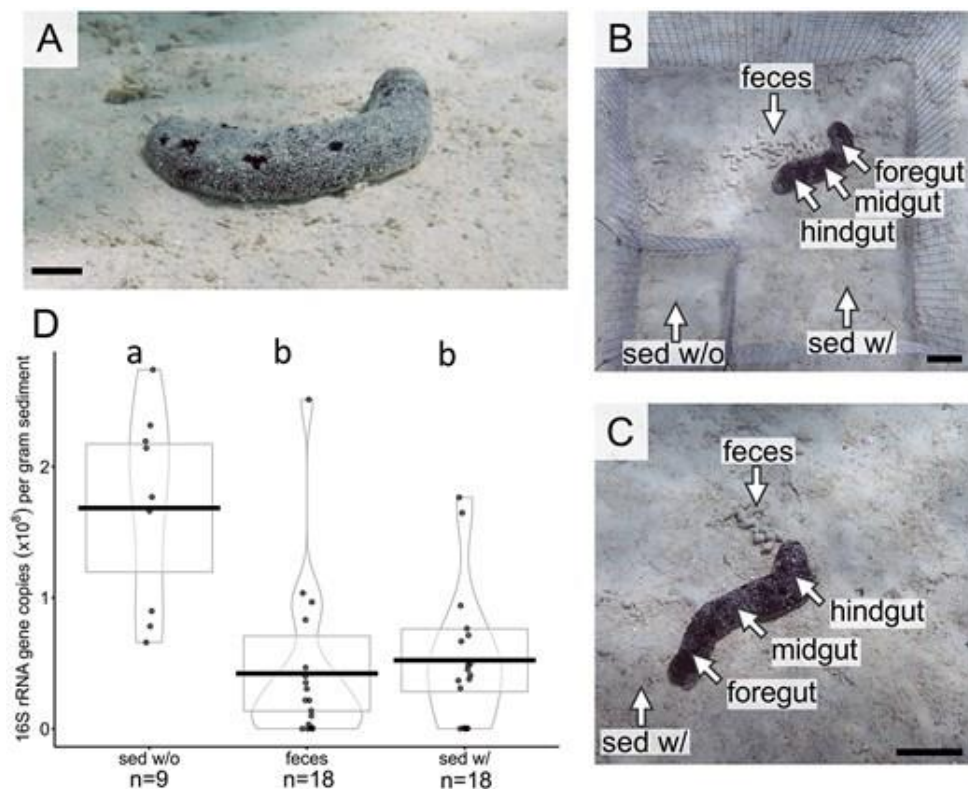 A
B
feces
foregut
midgut
hindgut
sed w/o
sed w/
D
a
b
b
16S rRNA gene copies (x10⁸) per gram sediment
2
1
0
sed w/o
feces
sed w/
n=9
n=18
n=18
C
feces
hindgut
midgut
foregut
sed w/